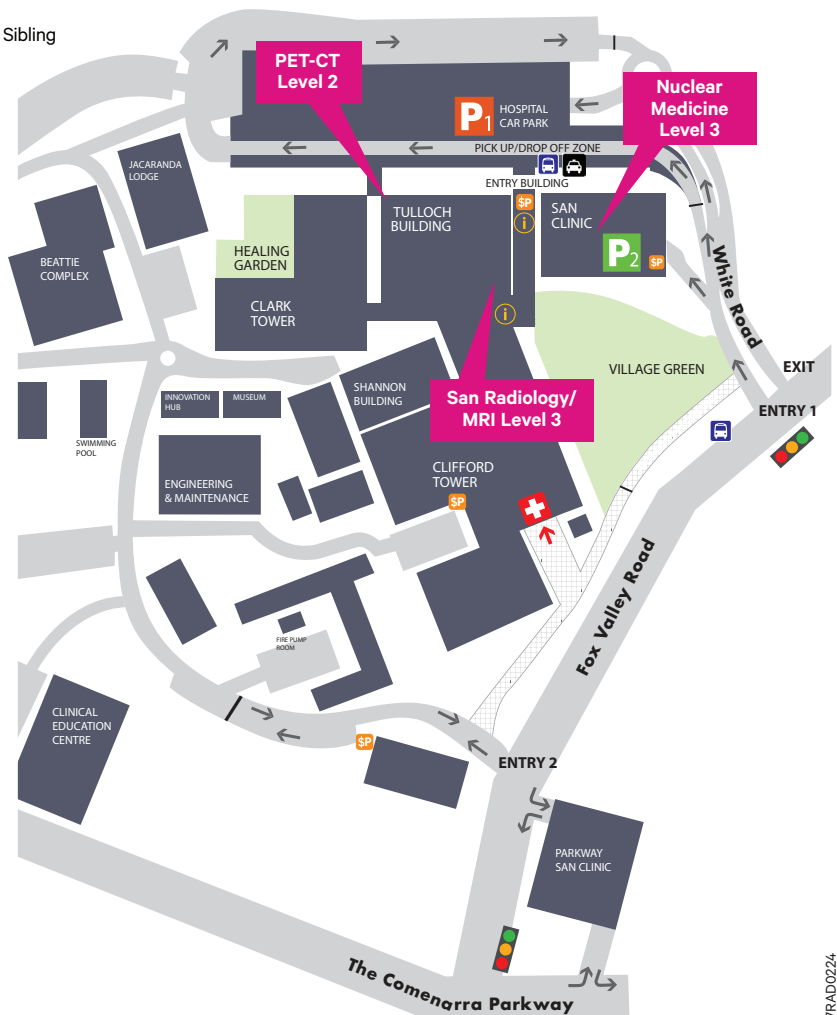 Sibling
PET-CT
Level 2
Nuclear
Medicine
Level 3
P1
HOSPITAL
CAR PARK
PICK UP/DROP OFF ZONE
ENTRY BUILDING
JACARANDA
LODGE
TULLOCH
BUILDING
$P
i
SAN
CLINIC
P2
$P
HEALING
GARDEN
BEATTIE
COMPLEX
CLARK
TOWER
i
White Road
VILLAGE GREEN
EXIT
ENTRY 1
SHANNON
BUILDING
San Radiology/
MRI Level 3
INNOVATION
HUB
MUSEUM
SWIMMING
POOL
ENGINEERING
& MAINTENANCE
CLIFFORD
TOWER
$P
Fox Valley Road
FIRE PUMP
ROOM
CLINICAL
EDUCATION
CENTRE
$P
ENTRY 2
PARKWAY
SAN CLINIC
The Comenarra Parkway